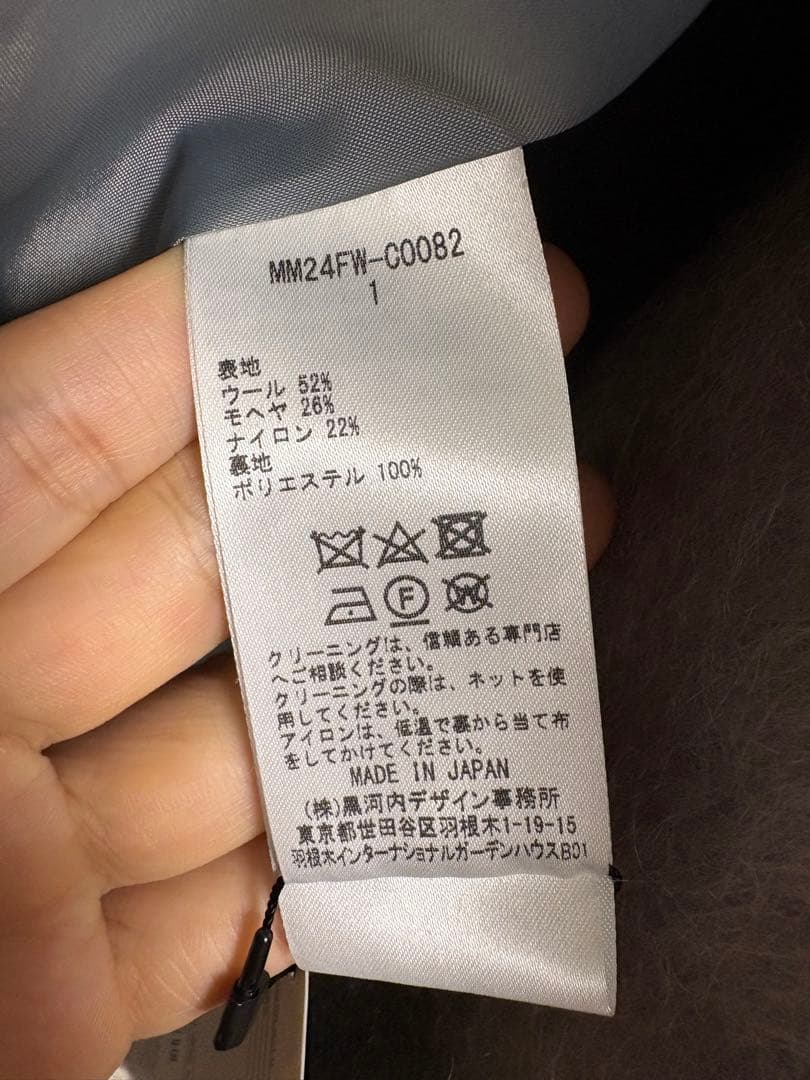 MM24FW-C0082
1
表地
ウール 52%
モヘヤ 26%
ナイロン 22%
裏地
ポリエステル 100%
F
W
クリーニングは、信頼ある専門店
へご相談ください。
クリーニングの際は、ネットを使
用してください。
アイロンは、低温で裏から当て布
をしてかけてください。
MADE IN JAPAN
(株)黒河内デザイン事務所
東京都世田谷区羽根木1-19-15
羽根木インターナショナルガーデンハウスB01